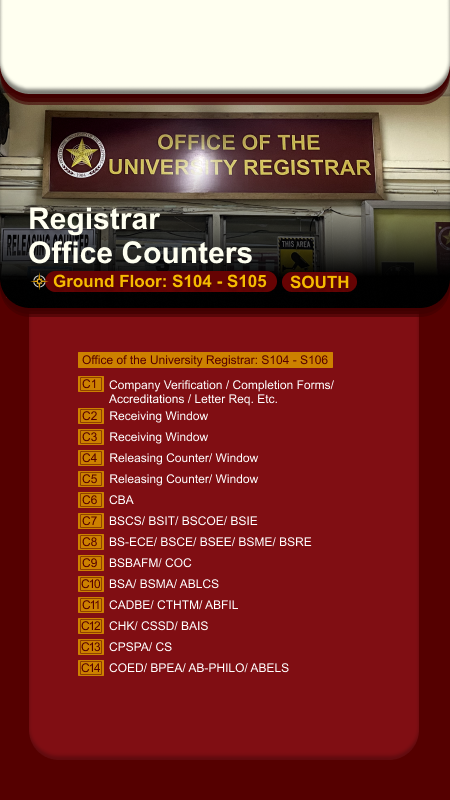 OFFICE OF THE
UNIVERSITY REGISTRAR
RELEASING COUNTER
THIS AREA
Registrar
Office Counters
Ground Floor: S104 - S105 SOUTH
Office of the University Registrar: S104 - S106
C1 Company Verification / Completion Forms/
Accreditations / Letter Req. Etc.
C2 Receiving Window
C3 Receiving Window
C4 Releasing Counter/ Window
C5 Releasing Counter/ Window
C6 CBA
C7 BSCS/ BSIT/ BSCOE/ BSIE
C8 BS-ECE/ BSCE/ BSEE/ BSME/ BSRE
C9 BSBAFM/ COC
C10 BSA/ BSMA/ ABLCS
C11 CADBE/ CTHTM/ ABFIL
C12 CHK/ CSSD/ BAIS
C13 CPSPA/ CS
C14 COED/ BPEA/ AB-PHILO/ ABELS